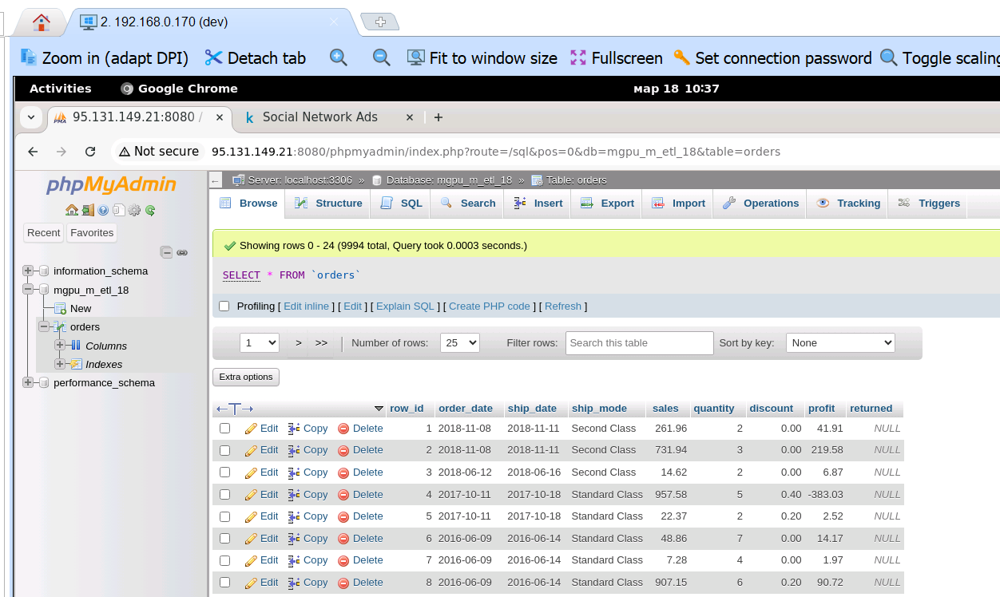 2. 192.168.0.170 (dev)
Zoom in (adapt DPI) Detach tab Fit to window size Fullscreen Set connection password Toggle scaling
Activities Google Chrome мар 18 10:37
95.131.149.21:8080 / Social Network Ads
Not secure 95.131.149.21:8080/phpmyadmin/index.php?route=/sql&pos=0&db=mgpu_m_etl_18&table=orders
phpMyAdmin
Recent Favorites
information_schema
mgpu_m_etl_18
New
orders
Columns
Indexes
performance_schema
Server: localhost:3306 » Database: mgpu_m_etl_18 » Table: orders
Browse Structure SQL Search Insert Export Import Operations Tracking Triggers
Showing rows 0 - 24 (9994 total, Query took 0.0003 seconds.)
SELECT * FROM `orders`
Profiling [ Edit inline ] [ Edit ] [ Explain SQL ] [ Create PHP code ] [ Refresh ]
1 > >> Number of rows: 25 Filter rows: Search this table Sort by key: None
Extra options
row_id order_date ship_date ship_mode sales quantity discount profit returned
Edit Copy Delete 1 2018-11-08 2018-11-11 Second Class 261.96 2 0.00 41.91 NULL
Edit Copy Delete 2 2018-11-08 2018-11-11 Second Class 731.94 3 0.00 219.58 NULL
Edit Copy Delete 3 2018-06-12 2018-06-16 Second Class 14.62 2 0.00 6.87 NULL
Edit Copy Delete 4 2017-10-11 2017-10-18 Standard Class 957.58 5 0.40 -383.03 NULL
Edit Copy Delete 5 2017-10-11 2017-10-18 Standard Class 22.37 2 0.20 2.52 NULL
Edit Copy Delete 6 2016-06-09 2016-06-14 Standard Class 48.86 7 0.00 14.17 NULL
Edit Copy Delete 7 2016-06-09 2016-06-14 Standard Class 7.28 4 0.00 1.97 NULL
Edit Copy Delete 8 2016-06-09 2016-06-14 Standard Class 907.15 6 0.20 90.72 NULL